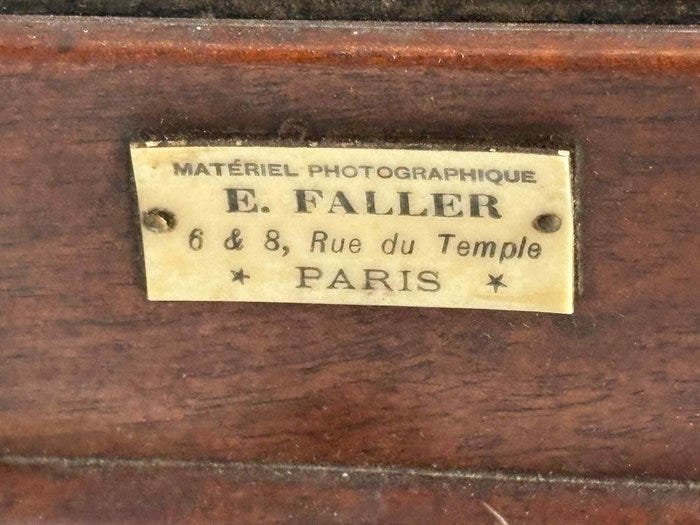 MATÉRIEL PHOTOGRAPHIQUE
E. FALLER
6 & 8, Rue du Temple
★ PARIS ★